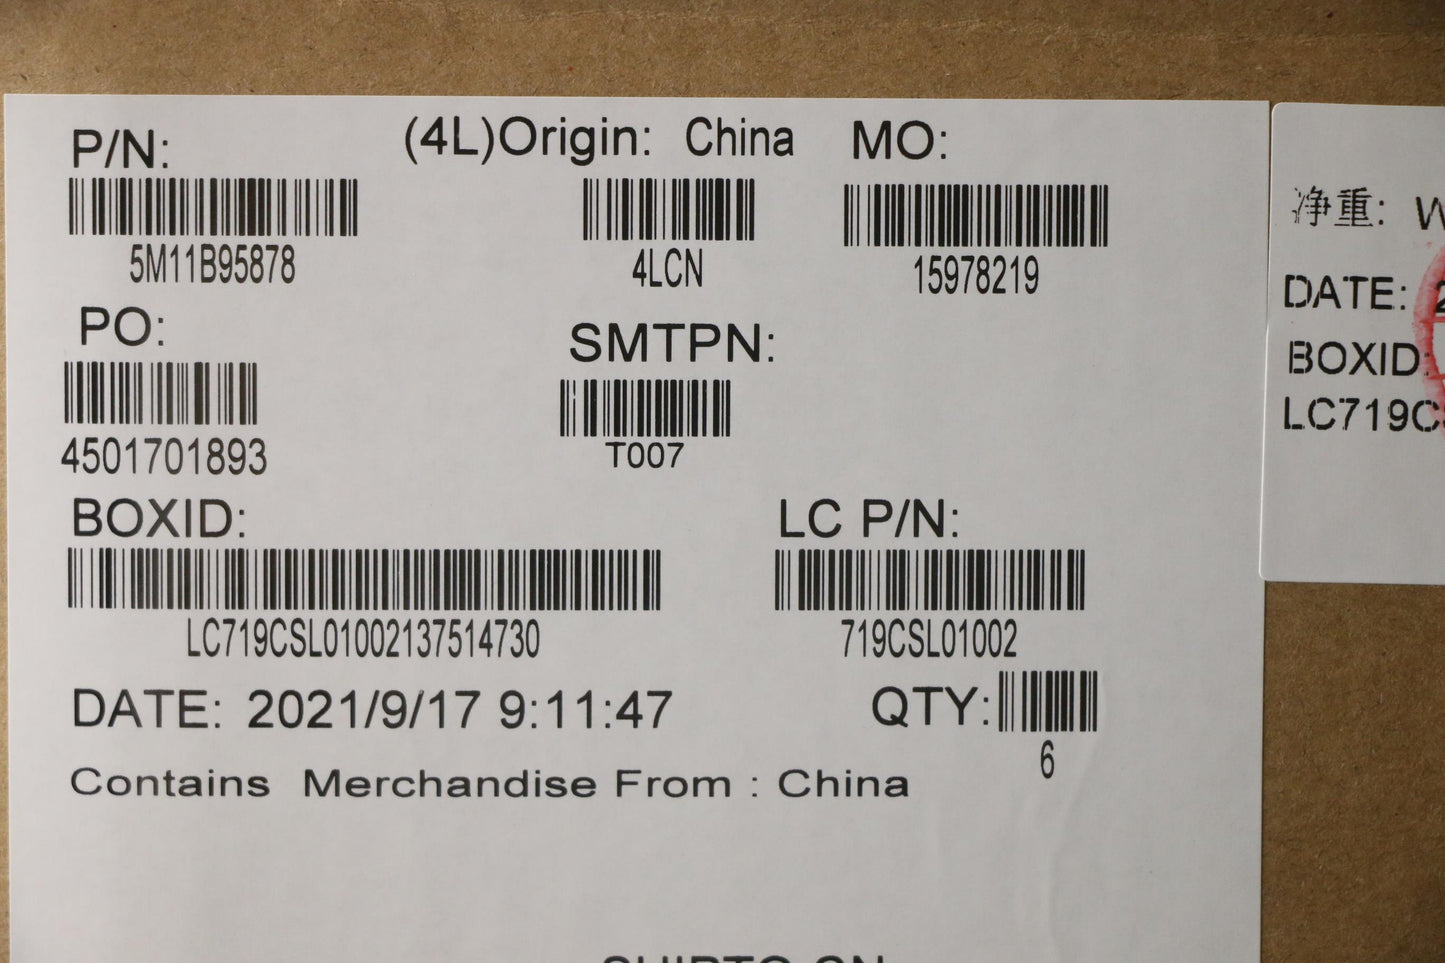 P/N: (4L)Origin: China MO:
5M11B95878 4LCN 15978219
PO: SMTPN:
4501701893 T007
BOXID: LC P/N:
LC719CSL01002137514730 719CSL01002
DATE: 2021/9/17 9:11:47 QTY:
6
Contains Merchandise From : China
净重:
DATE:
BOXID:
LC719C